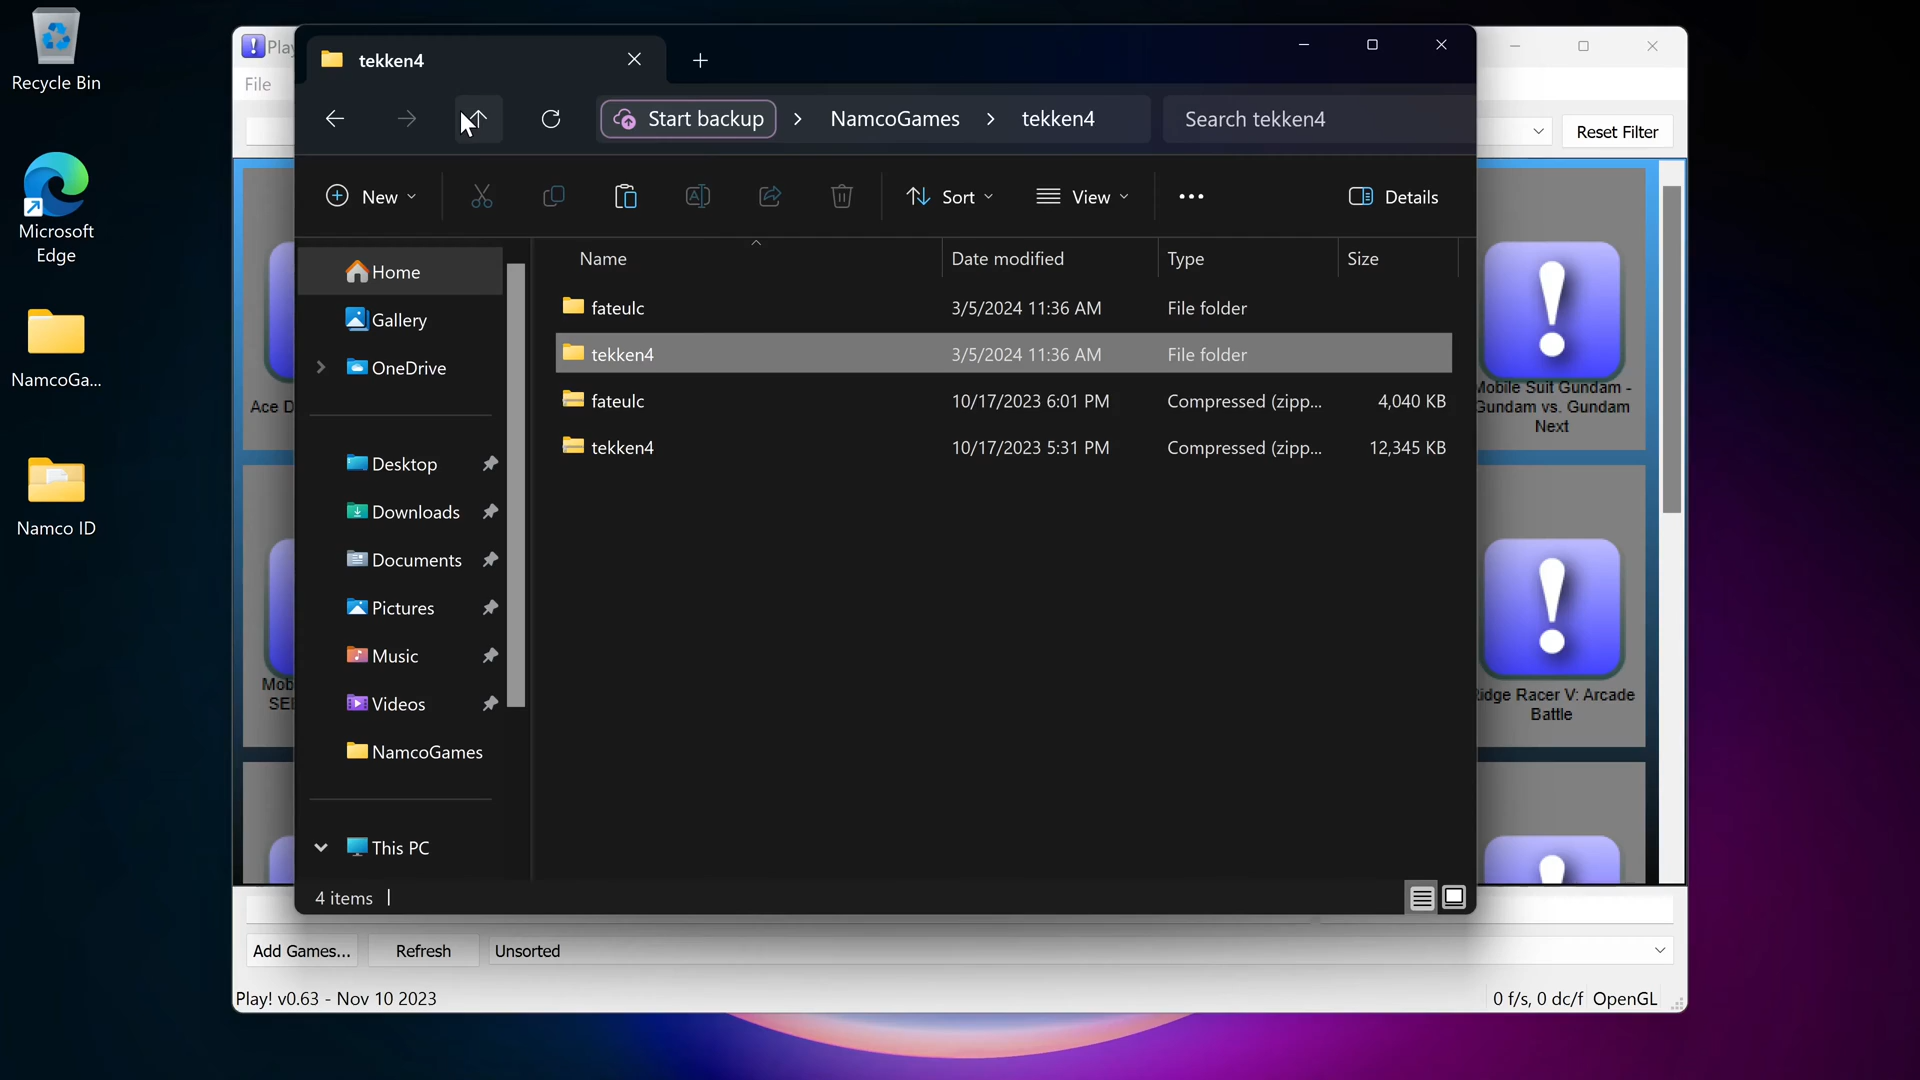 Recycle Bin
Microsoft
Edge
NamcoGa...
Namco ID
Play
File
Reset Filter
tekken4
Start backup
NamcoGames
tekken4
Search tekken4
New
Sort
View
Details
Name
Date modified
Type
Size
fateulc
3/5/2024 11:36 AM
File folder
tekken4
3/5/2024 11:36 AM
File folder
fateulc
10/17/2023 6:01 PM
Compressed (zipp...
4,040 KB
tekken4
10/17/2023 5:31 PM
Compressed (zipp...
12,345 KB
Home
Gallery
OneDrive
Desktop
Downloads
Documents
Pictures
Music
Videos
NamcoGames
This PC
4 items
Ace D
Mob
SEE
Mobile Suit Gundam -
Gundam vs. Gundam
Next
Ridge Racer V: Arcade
Battle
Add Games...
Refresh
Unsorted
Play! v0.63 - Nov 10 2023
0 f/s, 0 dc/f
OpenGL